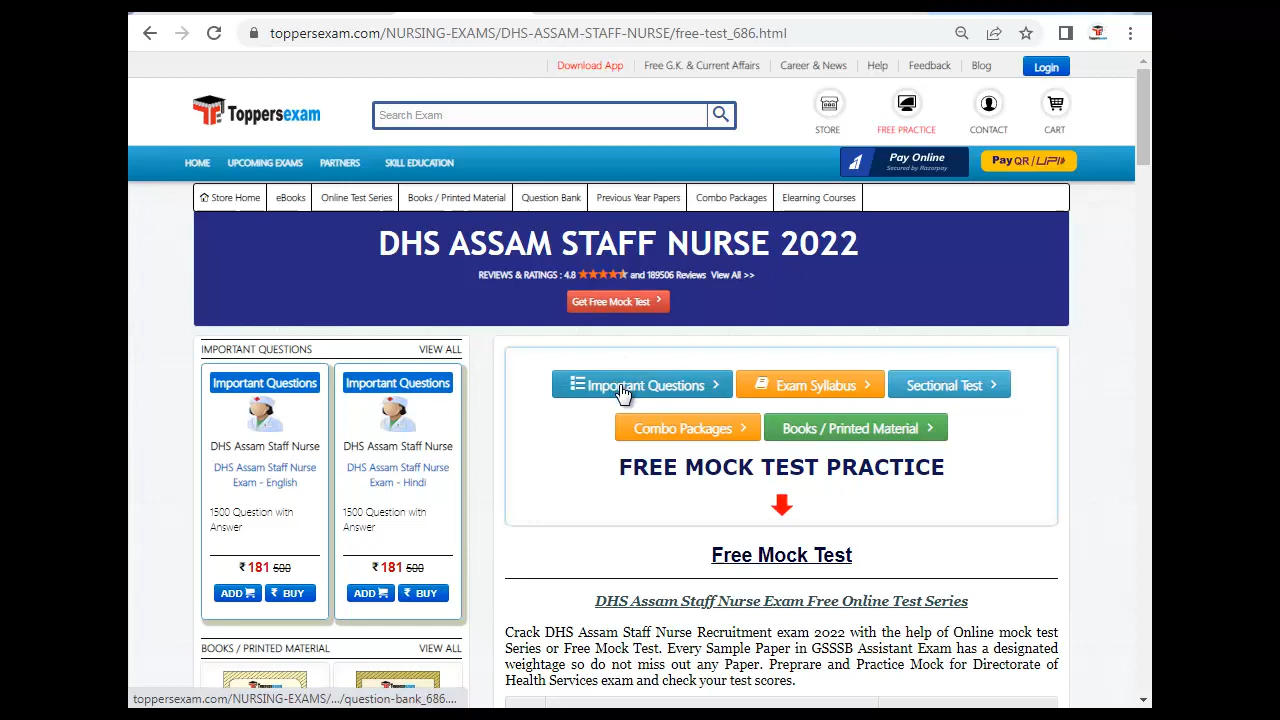 toppersexam.com/NURSING-EXAMS/DHS-ASSAM-STAFF-NURSE/free-test_686.html
Download App
Free G.K. & Current Affairs
Career & News
Help
Feedback
Blog
Login
Toppersexam
Search Exam
STORE
FREE PRACTICE
CONTACT
CART
HOME
UPCOMING EXAMS
PARTNERS
SKILL EDUCATION
Pay Online
Secured by Razorpay
Pay QR / UPI
Store Home
eBooks
Online Test Series
Books / Printed Material
Question Bank
Previous Year Papers
Combo Packages
Elearning Courses
DHS ASSAM STAFF NURSE 2022
REVIEWS & RATINGS : 4.8 and 189506 Reviews View All >>
Get Free Mock Test
IMPORTANT QUESTIONS
VIEW ALL
Important Questions
DHS Assam Staff Nurse
DHS Assam Staff Nurse
Exam - English
1500 Question with
Answer
₹ 181 500
ADD
₹ BUY
Important Questions
DHS Assam Staff Nurse
DHS Assam Staff Nurse
Exam - Hindi
1500 Question with
Answer
₹ 181 500
ADD
₹ BUY
BOOKS / PRINTED MATERIAL
VIEW ALL
Important Questions
Exam Syllabus
Sectional Test
Combo Packages
Books / Printed Material
FREE MOCK TEST PRACTICE
Free Mock Test
DHS Assam Staff Nurse Exam Free Online Test Series
Crack DHS Assam Staff Nurse Recruitment exam 2022 with the help of Online mock test
Series or Free Mock Test. Every Sample Paper in GSSSB Assistant Exam has a designated
weightage so do not miss out any Paper. Preprare and Practice Mock for Directorate of
Health Services exam and check your test scores.
toppersexam.com/NURSING-EXAMS/.../question-bank_686....